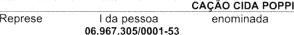 CAÇÃO CIDA POPPI
Represe l da pessoa enominada
06.967.305/0001-53